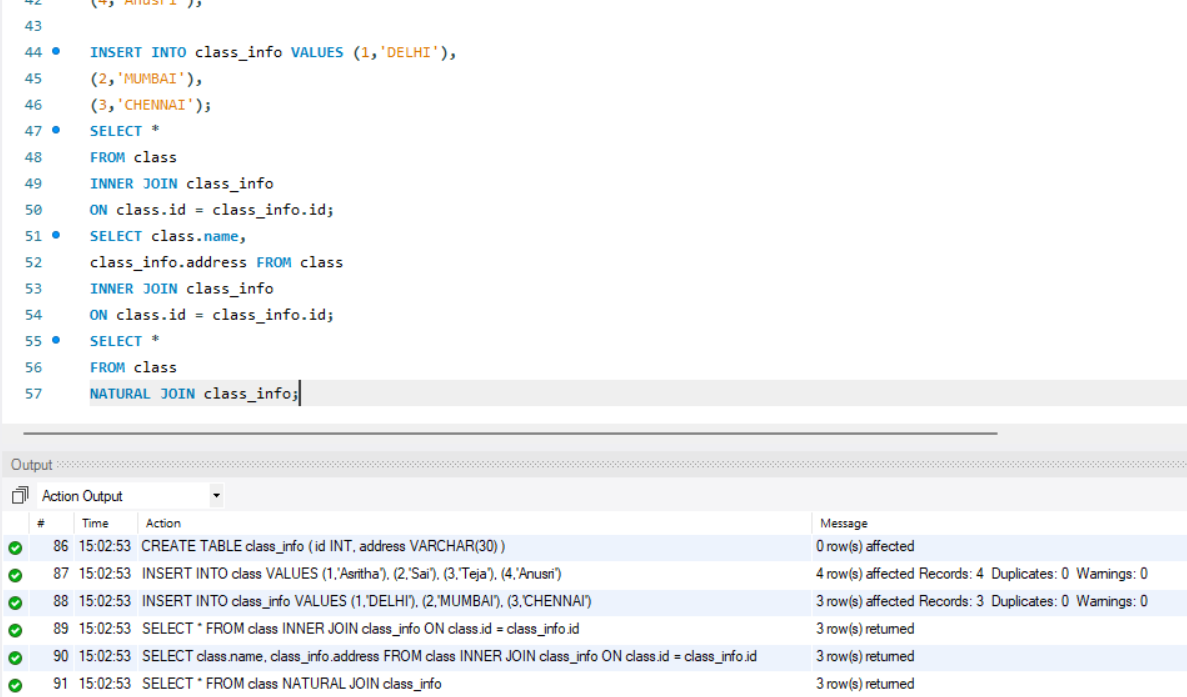 42 (4,'Anusri');
43
44 INSERT INTO class_info VALUES (1,'DELHI'),
45 (2,'MUMBAI'),
46 (3,'CHENNAI');
47 SELECT *
48 FROM class
49 INNER JOIN class_info
50 ON class.id = class_info.id;
51 SELECT class.name,
52 class_info.address FROM class
53 INNER JOIN class_info
54 ON class.id = class_info.id;
55 SELECT *
56 FROM class
57 NATURAL JOIN class_info;
Output
Action Output
# Time Action Message
86 15:02:53 CREATE TABLE class_info ( id INT, address VARCHAR(30) ) 0 row(s) affected
87 15:02:53 INSERT INTO class VALUES (1,'Asritha'), (2,'Sai'), (3,'Teja'), (4,'Anusri') 4 row(s) affected Records: 4 Duplicates: 0 Warnings: 0
88 15:02:53 INSERT INTO class_info VALUES (1,'DELHI'), (2,'MUMBAI'), (3,'CHENNAI') 3 row(s) affected Records: 3 Duplicates: 0 Warnings: 0
89 15:02:53 SELECT * FROM class INNER JOIN class_info ON class.id = class_info.id 3 row(s) returned
90 15:02:53 SELECT class.name, class_info.address FROM class INNER JOIN class_info ON class.id = class_info.id 3 row(s) returned
91 15:02:53 SELECT * FROM class NATURAL JOIN class_info 3 row(s) returned